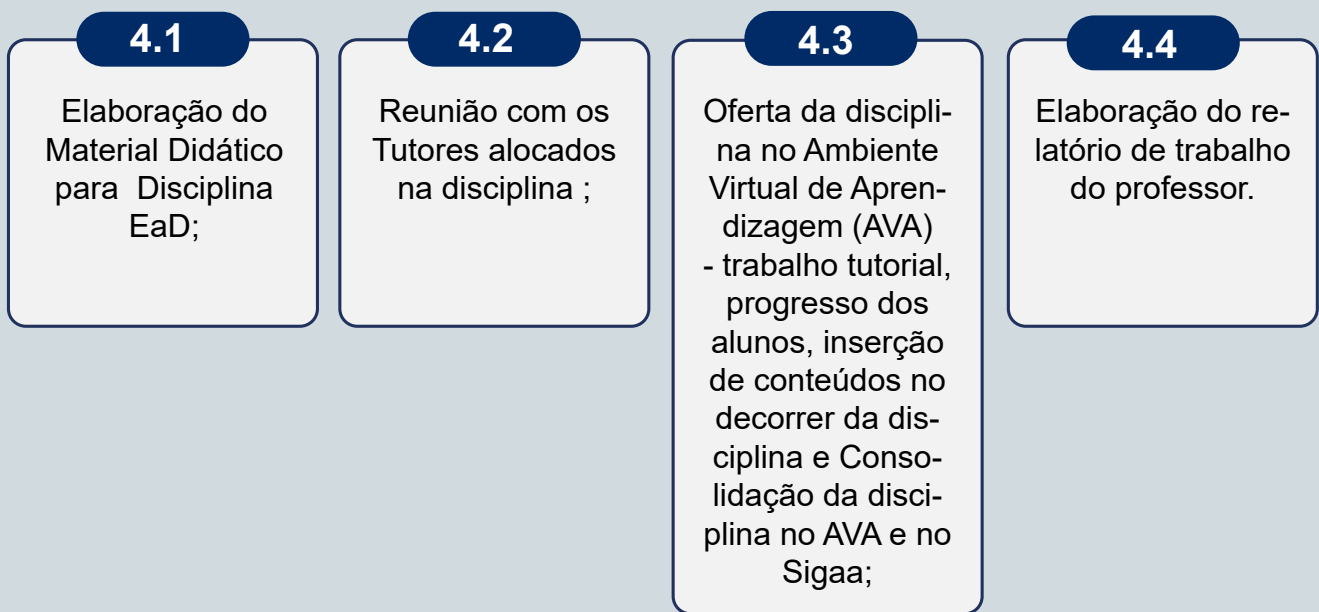 4.1
Elaboração do
Material Didático
para  Disciplina
EaD;
4.2
Reunião com os
Tutores alocados
na disciplina ;
4.3
Oferta da discipli-
na no Ambiente
Virtual de Apren-
dizagem (AVA)
- trabalho tutorial,
progresso dos
alunos, inserção
de conteúdos no
decorrer da dis-
ciplina e Conso-
lidação da disci-
plina no AVA e no
Sigaa;
4.4
Elaboração do re-
latório de trabalho
do professor.